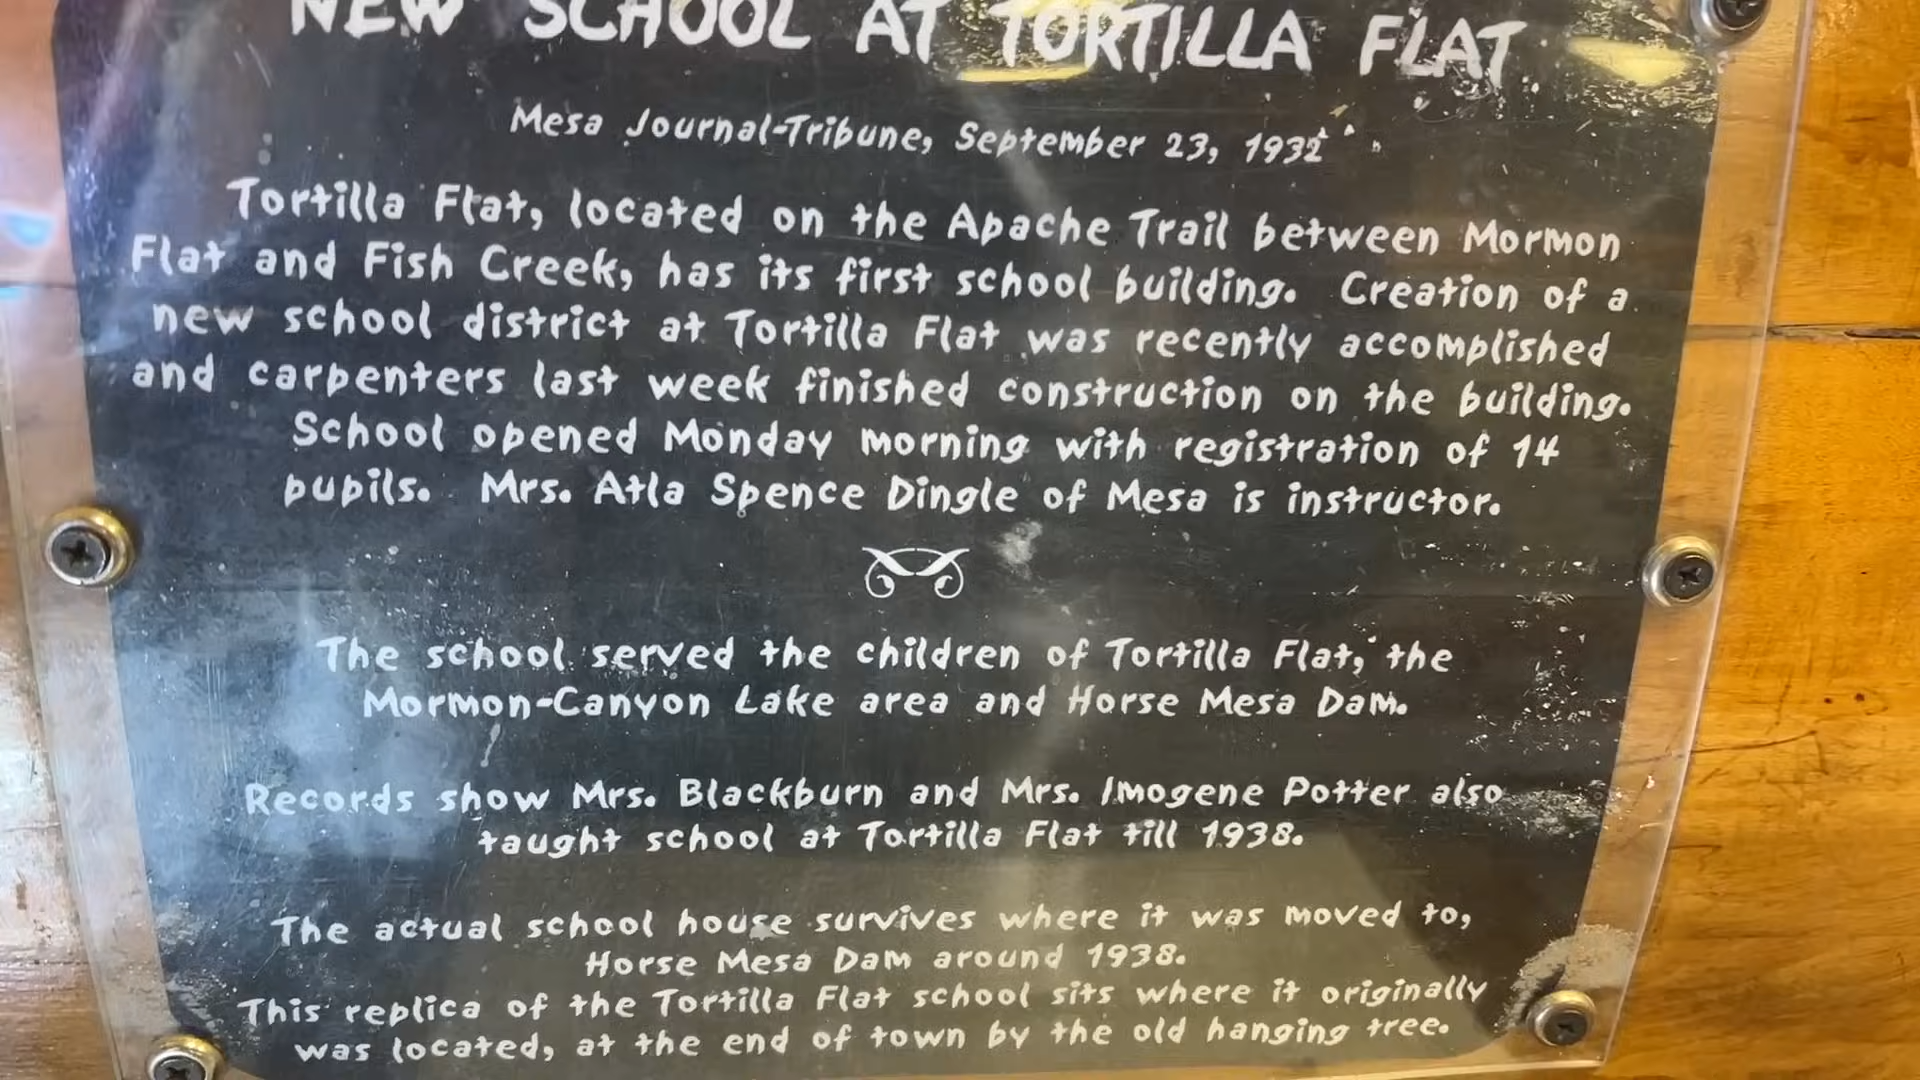 NEW SCHOOL AT TORTILLA FLAT
Mesa Journal-Tribune, September 23, 1932
Tortilla Flat, located on the Apache Trail between Mormon
Flat and Fish Creek, has its first school building. Creation of a
new school district at Tortilla Flat was recently accomplished
and carpenters last week finished construction on the building.
School opened Monday morning with registration of 14
pupils. Mrs. Atla Spence Dingle of Mesa is instructor.
The school served the children of Tortilla Flat, the
Mormon-Canyon Lake area and Horse Mesa Dam.
Records show Mrs. Blackburn and Mrs. Imogene Potter also
taught school at Tortilla Flat till 1938.
The actual school house survives where it was moved to,
Horse Mesa Dam around 1938.
This replica of the Tortilla Flat school sits where it originally
was located, at the end of town by the old hanging tree.